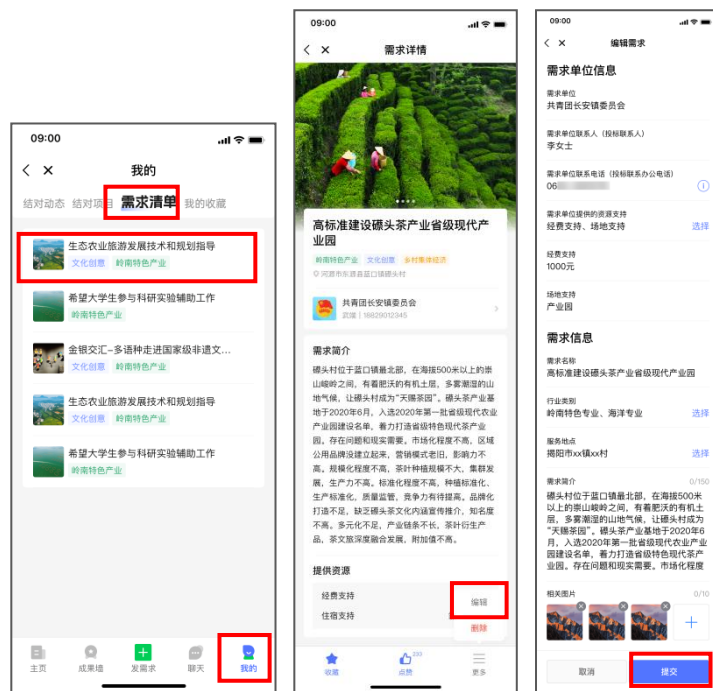 09:00
我的
结对动态 结对项目 需求清单 我的收藏
生态农业旅游发展技术和规划指导
文化创意 岭南特色产业
希望大学生参与科研实验辅助工作
岭南特色产业
金银交汇-多语种走进国家级非遗文...
文化创意 岭南特色产业
生态农业旅游发展技术和规划指导
文化创意 岭南特色产业
希望大学生参与科研实验辅助工作
岭南特色产业
主页 成果墙 发需求 聊天 我的
09:00
需求详情
高标准建设礤头茶产业省级现代产
业园
岭南特色产业 文化创意 乡村集体经济
河源市东源县蓝口镇礤头村
共青团长安镇委员会
武端 | 16829012345
需求简介
礤头村位于蓝口镇最北部，在海拔500米以上的崇
山峻岭之间，有着肥沃的有机土层，多雾潮湿的山
地气候，让礤头村成为“天赐茶园”。礤头茶产业基
地于2020年6月，入选2020年第一批省级现代农业
产业园建设名单，着力打造省级特色现代茶产业
园。存在问题和现实需要。市场化程度不高，区域
公用品牌没建立起来，营销模式老旧，影响力不
高。规模化程度不高，茶叶种植规模不大，集群发
展，生产力不高。标准化程度不高，种植标准化、
生产标准化，质量监管，竞争力有待提高。品牌化
打造不足，缺乏礤头茶文化内涵宣传推介，知名度
不高。多元化不足，产业链条不长，茶叶衍生产
品，茶文旅深度融合发展，附加值不高。
提供资源
经费支持
住宿支持
编辑
删除
收藏 点赞 233 更多
09:00
编辑需求
需求单位信息
需求单位
共青团长安镇委员会
需求单位联系人（投标联系人）
李女士
需求单位联系电话（投标联系办公电话）
06
需求单位提供的资源支持
经费支持、场地支持 选择
经费支持
1000元
场地支持
产业园
需求信息
需求名称
高标准建设礤头茶产业省级现代产业园
行业类别
岭南特色专业、海洋专业 选择
服务地点
揭阳市xx镇xx村 选择
需求简介 0/150
礤头村位于蓝口镇最北部，在海拔500米
以上的崇山峻岭之间，有着肥沃的有机土
层，多雾潮湿的山地气候，让礤头村成为
“天赐茶园”。礤头茶产业基地于2020年6
月，入选2020年第一批省级现代农业产业
园建设名单，着力打造省级特色现代茶产
业园。存在问题和现实需要。市场化程度
相关图片 0/10
取消 提交